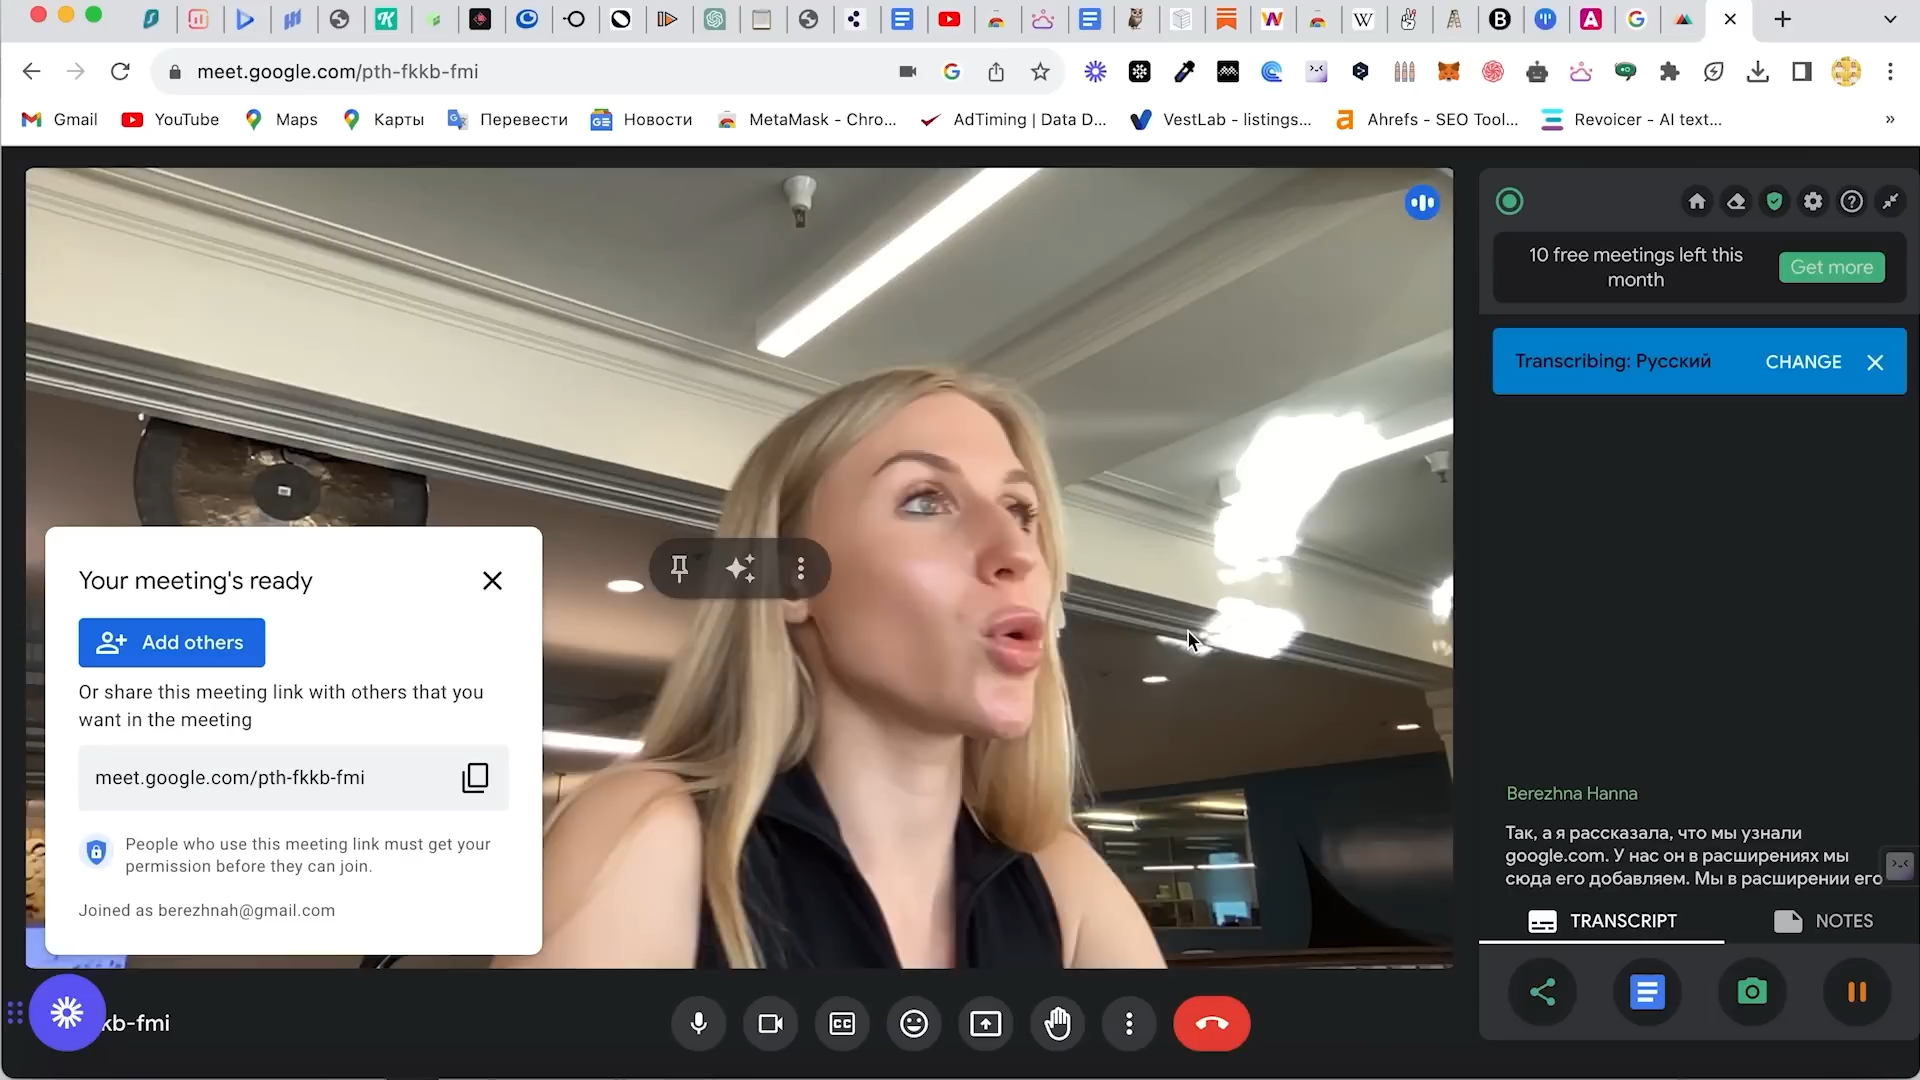 meet.google.com/pth-fkkb-fmi
Gmail
YouTube
Maps
Карты
Перевести
Новости
MetaMask - Chro...
AdTiming | Data D...
VestLab - listings...
Ahrefs - SEO Tool...
Revoicer - AI text...
»
10 free meetings left this
month
Get more
Transcribing: Русский
CHANGE
Your meeting's ready
Add others
Or share this meeting link with others that you
want in the meeting
meet.google.com/pth-fkkb-fmi
People who use this meeting link must get your
permission before they can join.
Joined as berezhnah@gmail.com
Berezhna Hanna
Так, а я рассказала, что мы узнали
google.com. У нас он в расширениях мы
сюда его добавляем. Мы в расширении его
TRANSCRIPT
NOTES
kb-fmi
CC